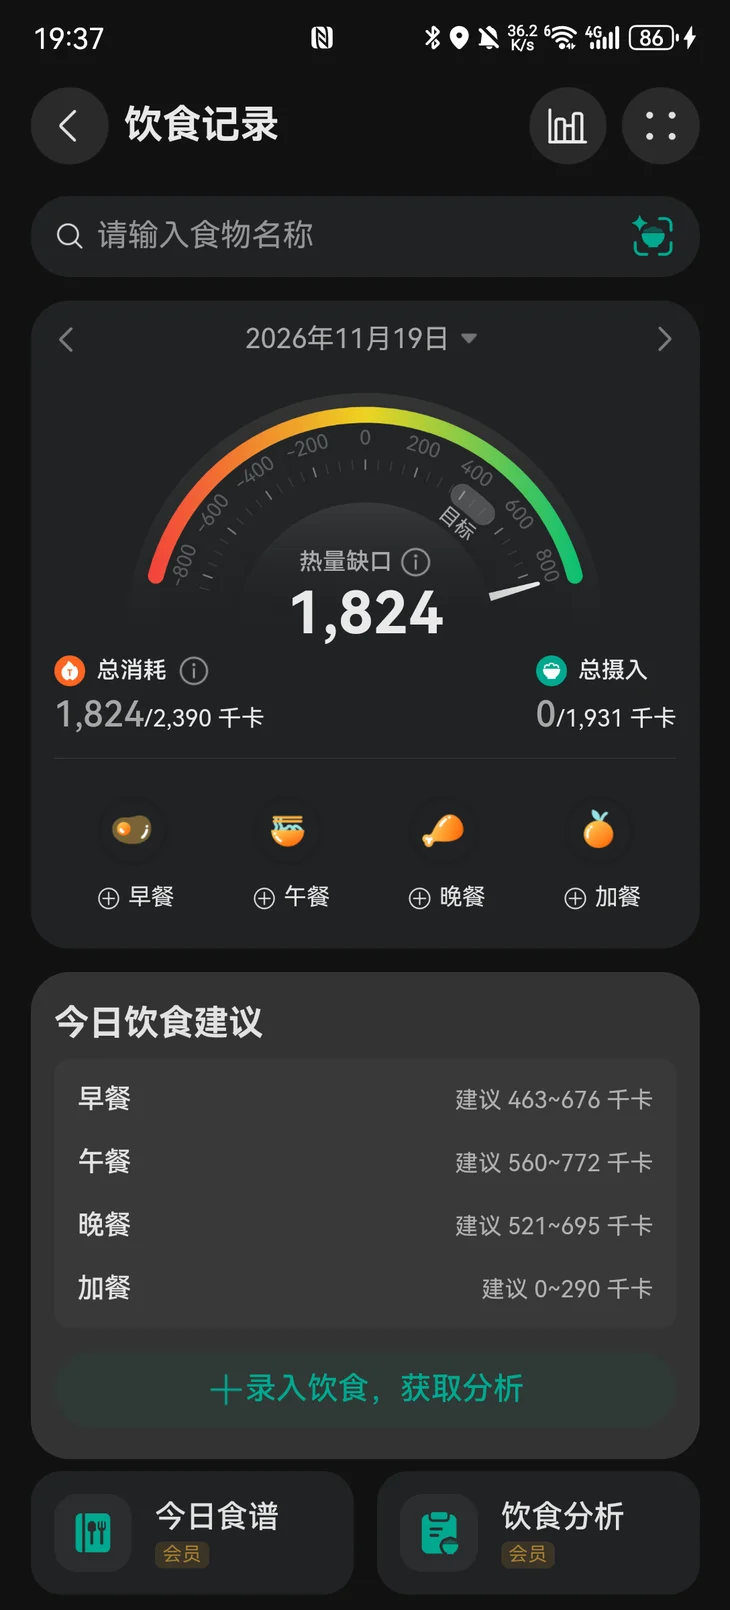 19:37
36.2 K/s 6 4G 86
饮食记录
请输入食物名称
2026年11月19日
-800 -600 -400 -200 0 200 400 600 800
目标
热量缺口
1,824
总消耗 总摄入
1,824/2,390 千卡 0/1,931 千卡
早餐 午餐 晚餐 加餐
今日饮食建议
早餐 建议 463~676 千卡
午餐 建议 560~772 千卡
晚餐 建议 521~695 千卡
加餐 建议 0~290 千卡
+录入饮食，获取分析
今日食谱 饮食分析
会员 会员